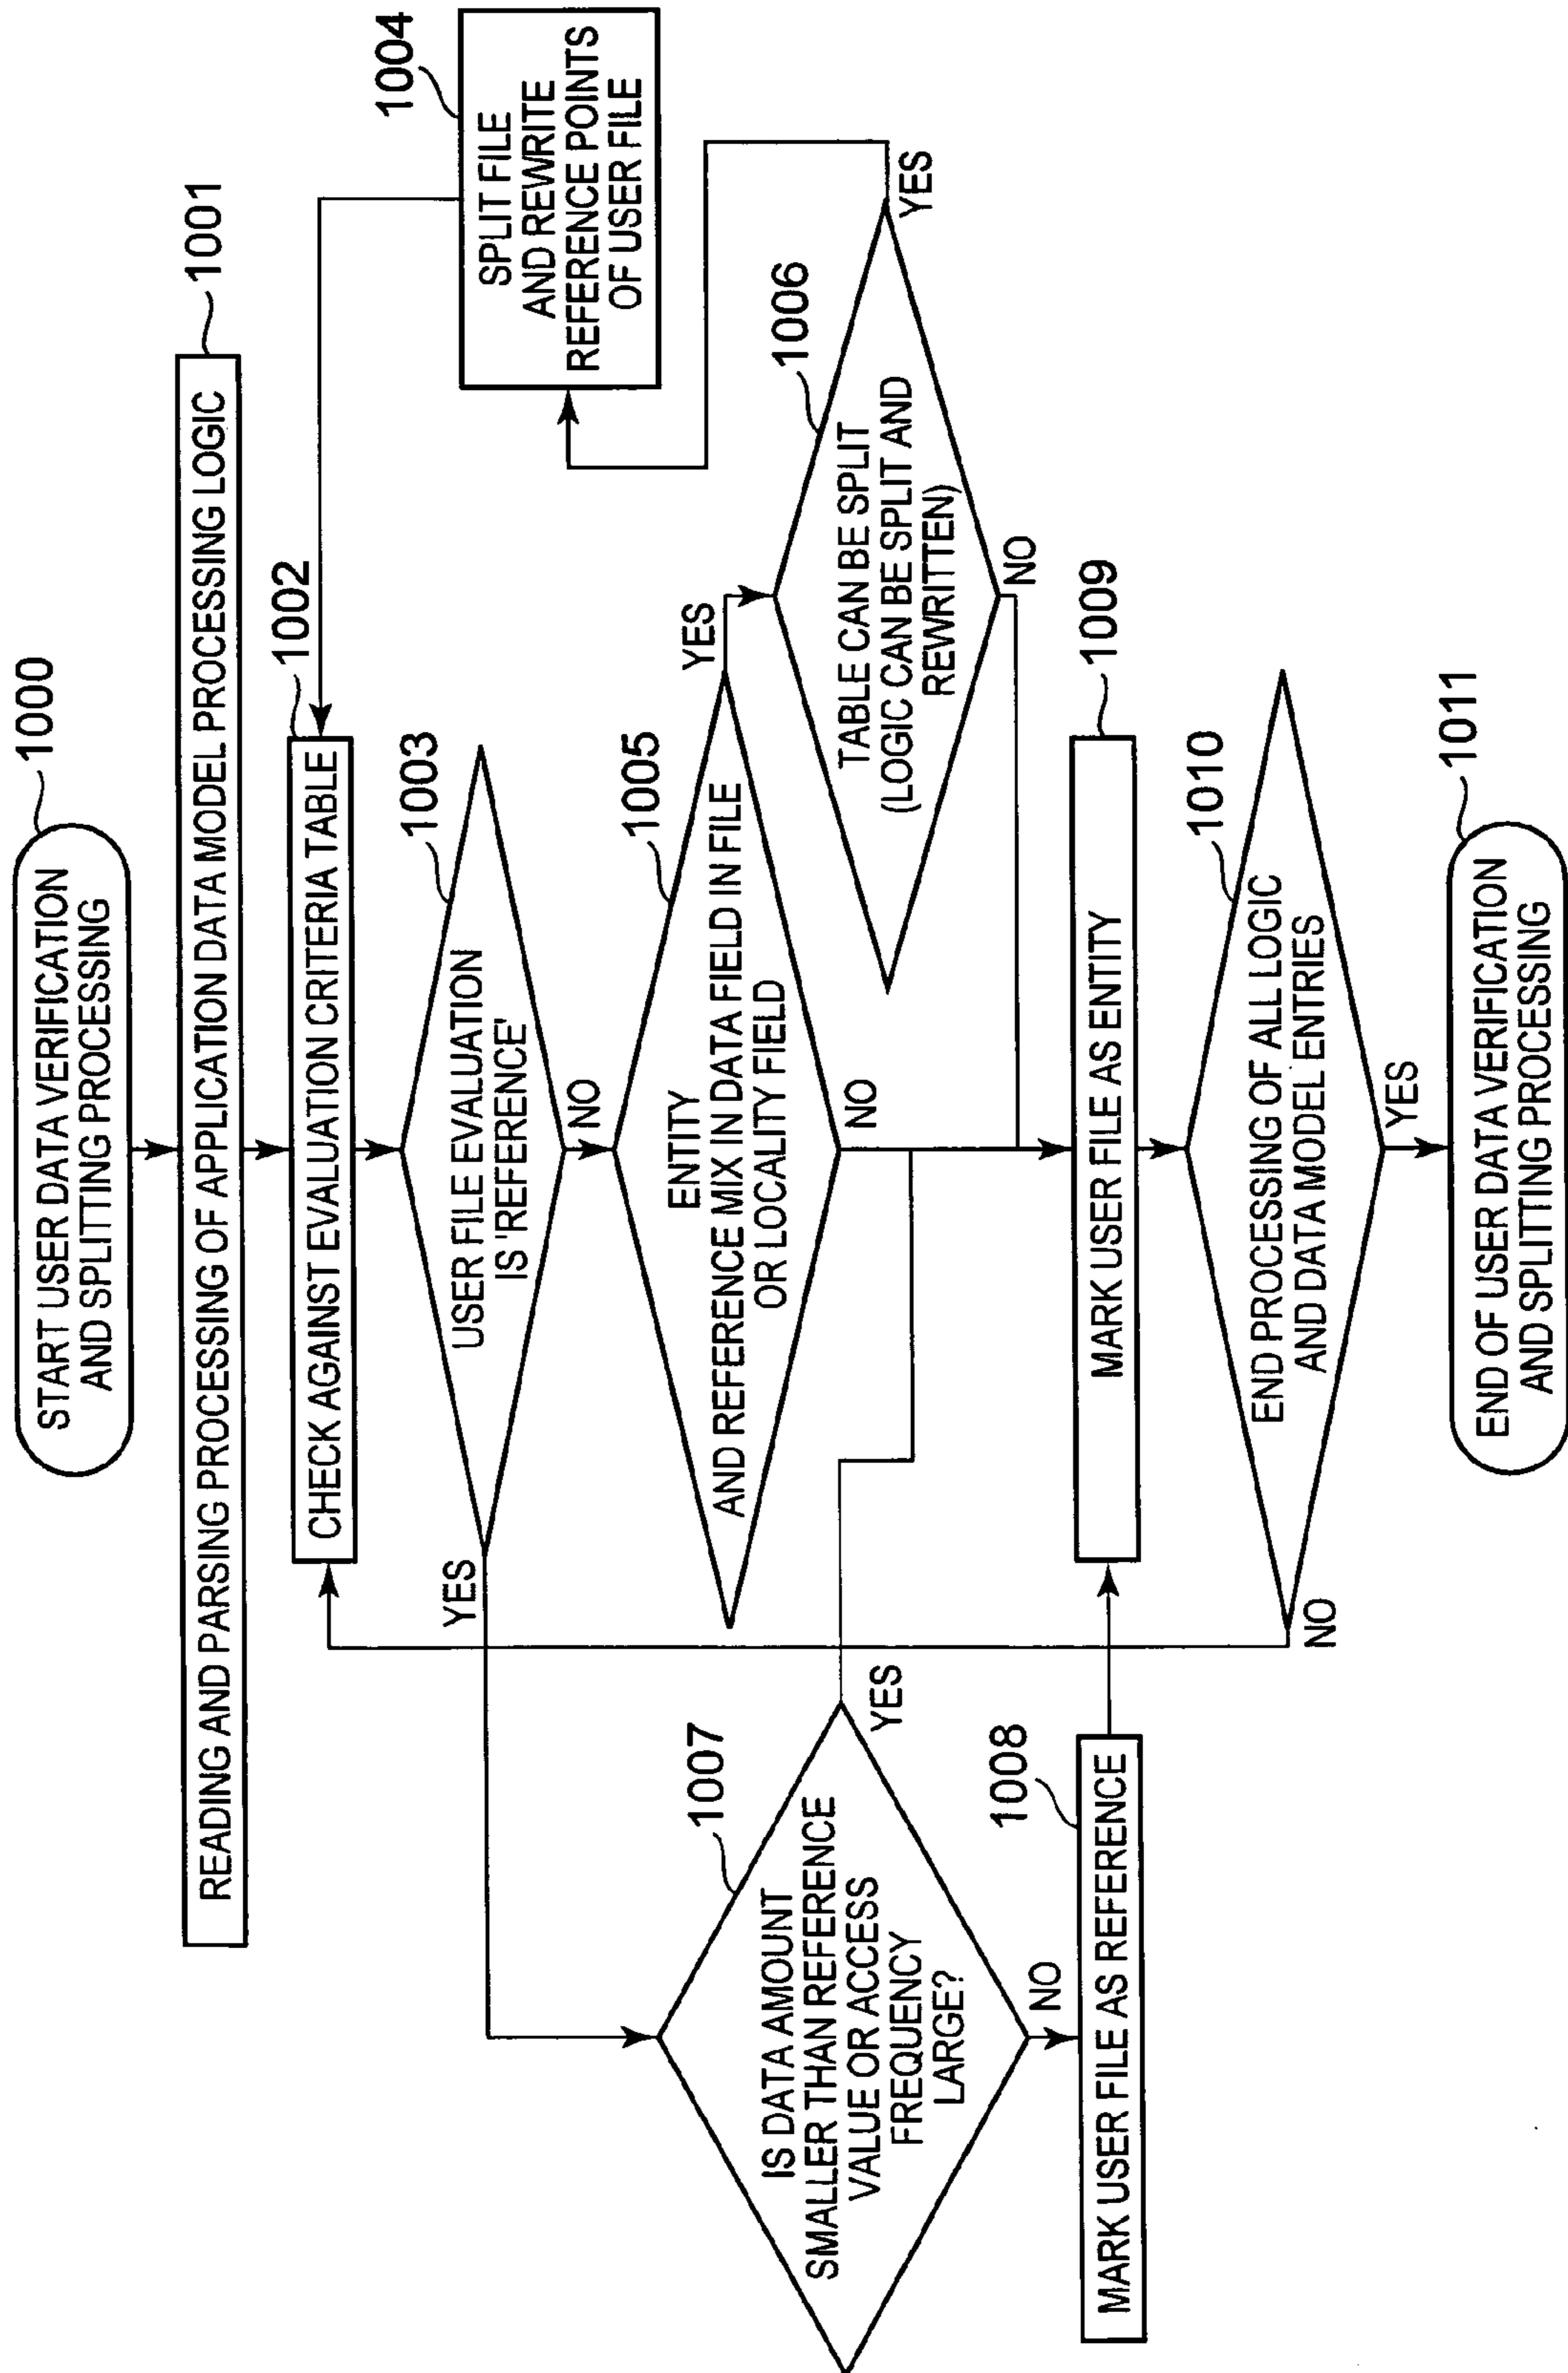 START USER DATA VERIFICATION
AND SPLITTING PROCESSING
1000
READING AND PARSING PROCESSING OF APPLICATION DATA MODEL PROCESSING LOGIC
1001
CHECK AGAINST EVALUATION CRITERIA TABLE
1002
USER FILE EVALUATION
IS 'REFERENCE'
1003
YES
NO
SPLIT FILE
AND REWRITE
REFERENCE POINTS
OF USER FILE
1004
ENTITY
AND REFERENCE MIX IN DATA FIELD IN FILE
OR LOCALITY FIELD
1005
YES
NO
TABLE CAN BE SPLIT
(LOGIC CAN BE SPLIT AND
REWRITTEN)
1006
YES
NO
IS DATA AMOUNT
SMALLER THAN REFERENCE
VALUE OR ACCESS
FREQUENCY
LARGE?
1007
YES
NO
MARK USER FILE AS REFERENCE
1008
MARK USER FILE AS ENTITY
1009
END PROCESSING OF ALL LOGIC
AND DATA MODEL ENTRIES
1010
NO
YES
END OF USER DATA VERIFICATION
AND SPLITTING PROCESSING
1011